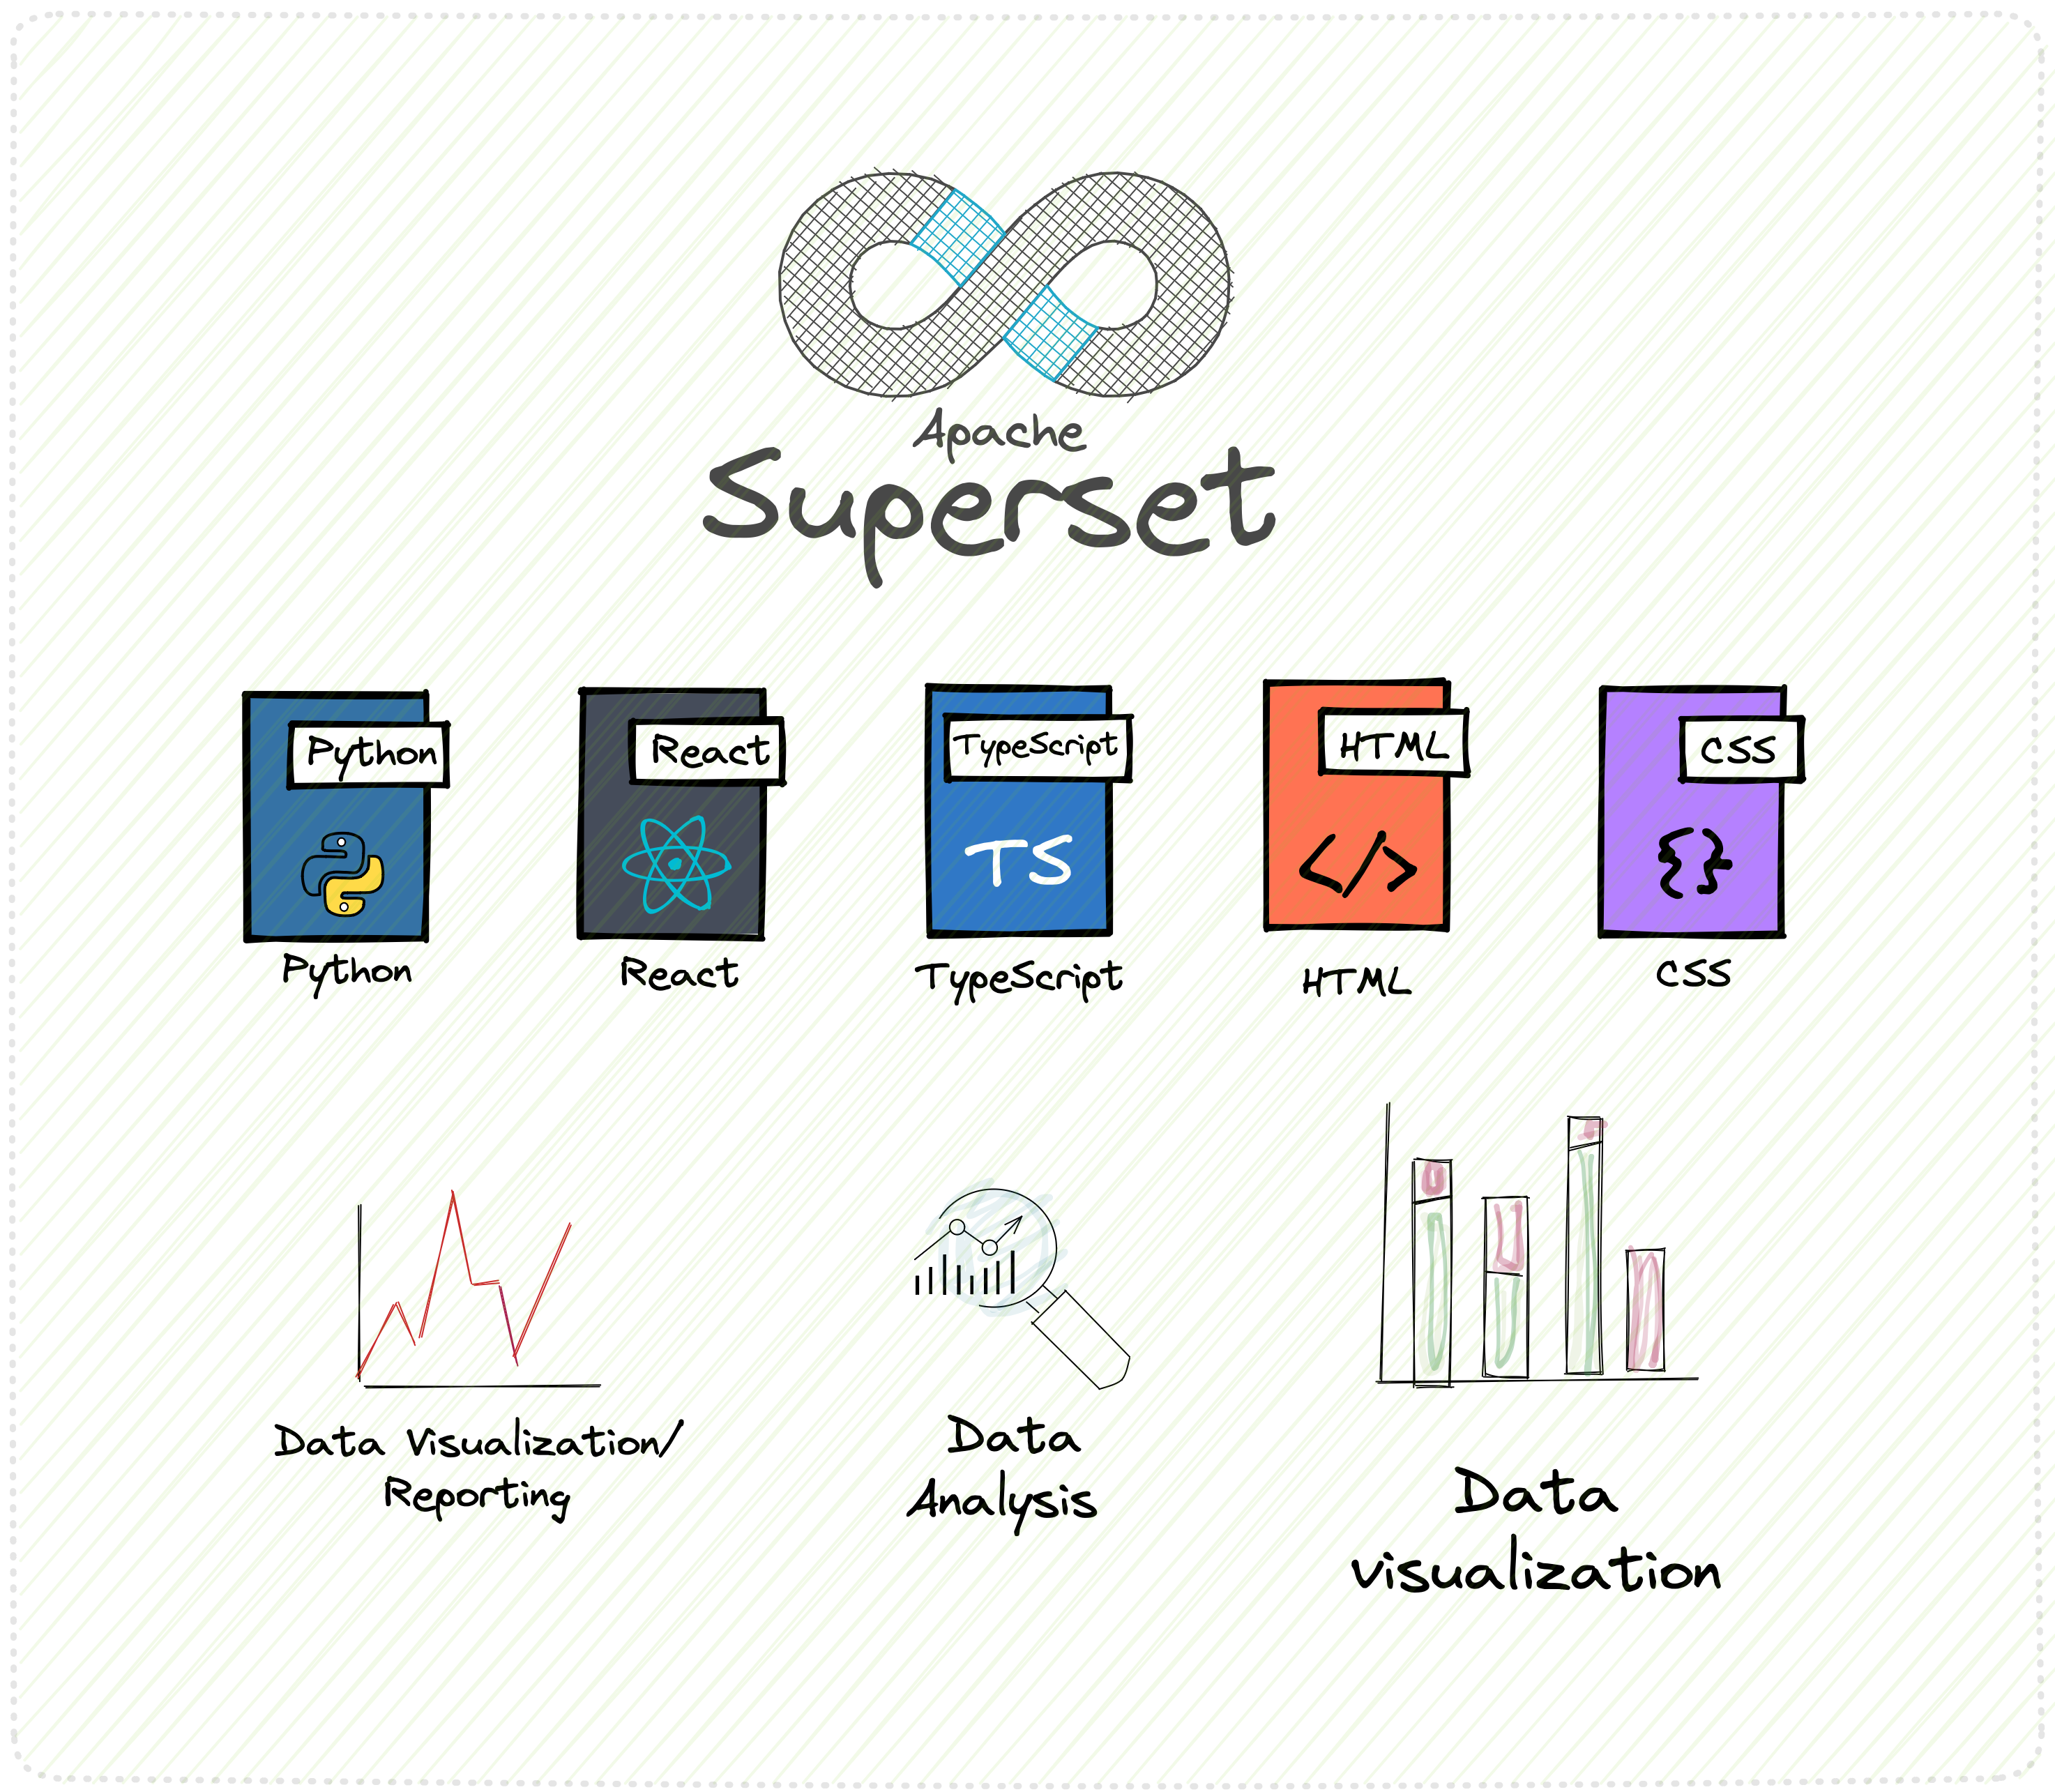 Apache
Superset
Python
React
TypeScript
HTML
CSS
TS
</>
{}
Python
React
TypeScript
HTML
CSS
Data Visualization/
Reporting
Data
Analysis
Data
visualization